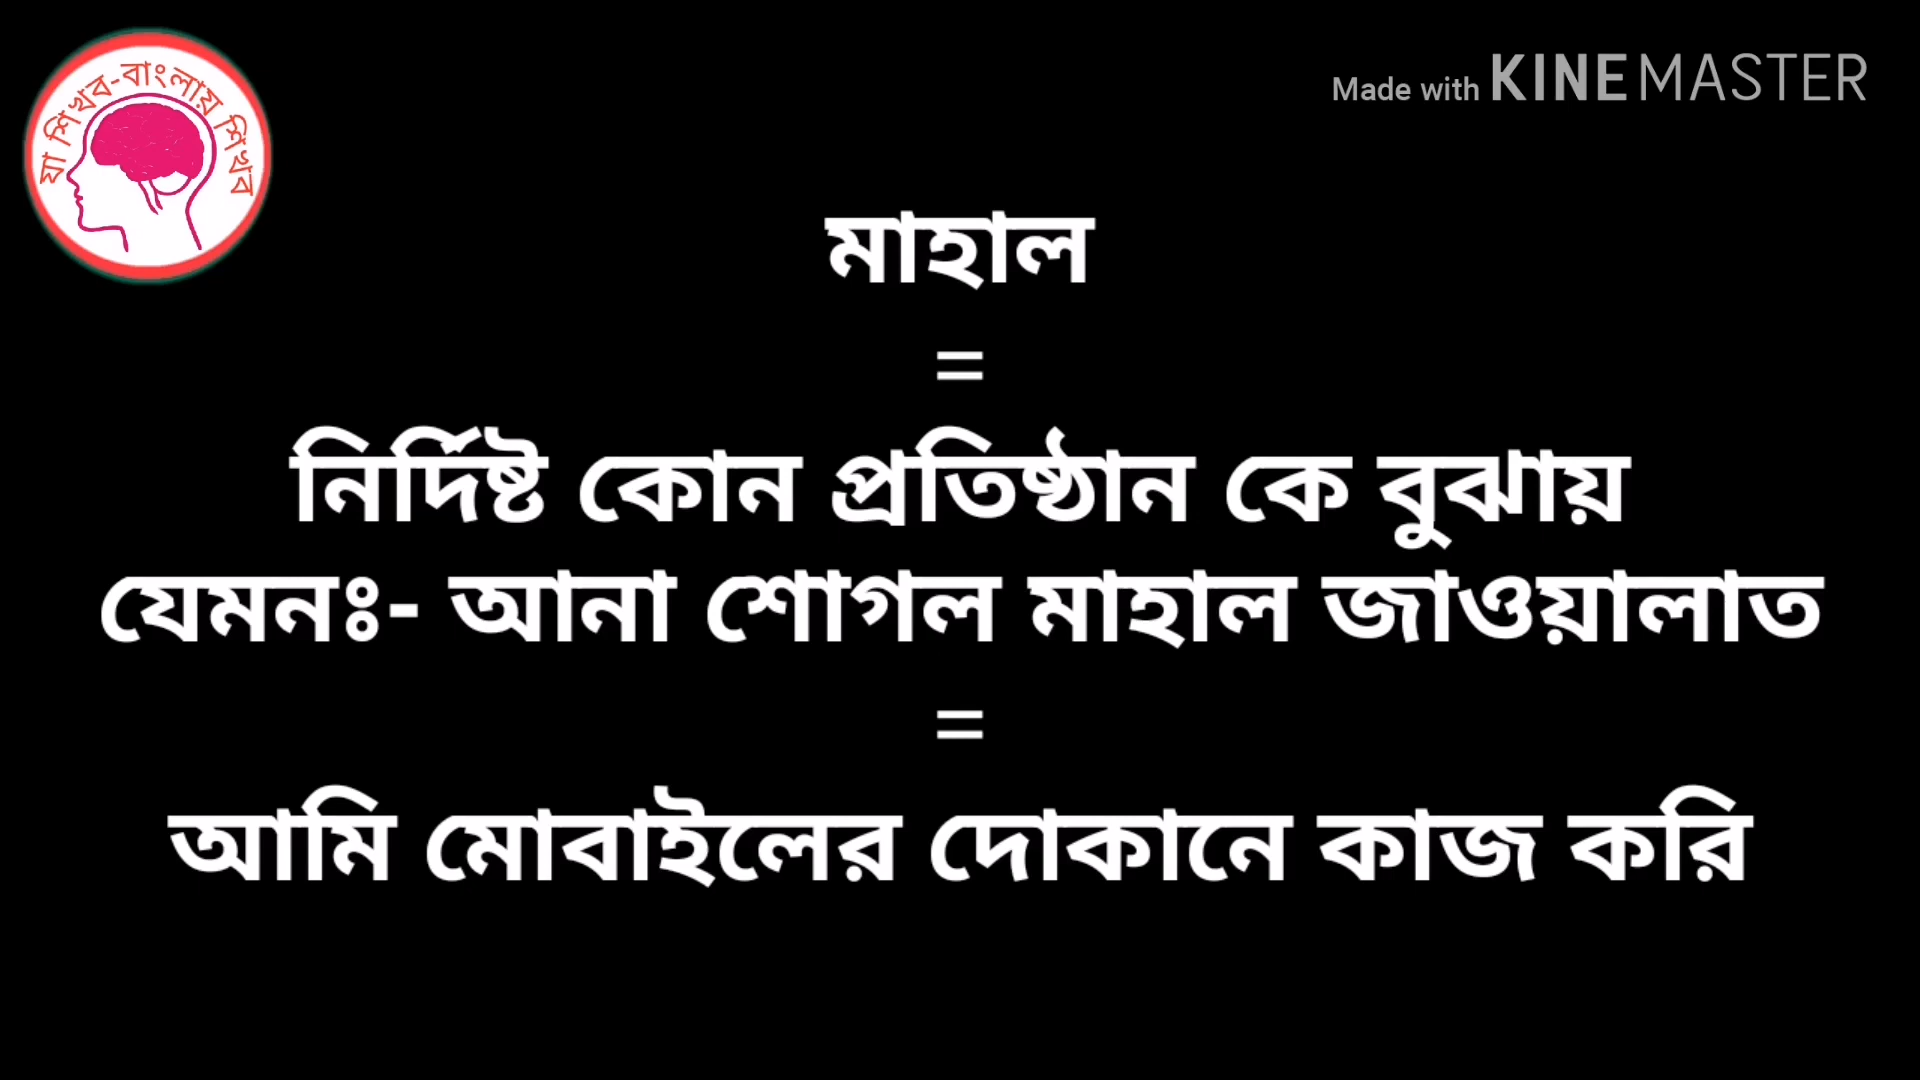 যা শিখব-বাংলায় শিখব
Made with KINEMASTER
মাহাল
=
নির্দিষ্ট কোন প্রতিষ্ঠান কে বুঝায়
যেমনঃ- আনা শোগল মাহাল জাওয়ালাত
=
আমি মোবাইলের দোকানে কাজ করি